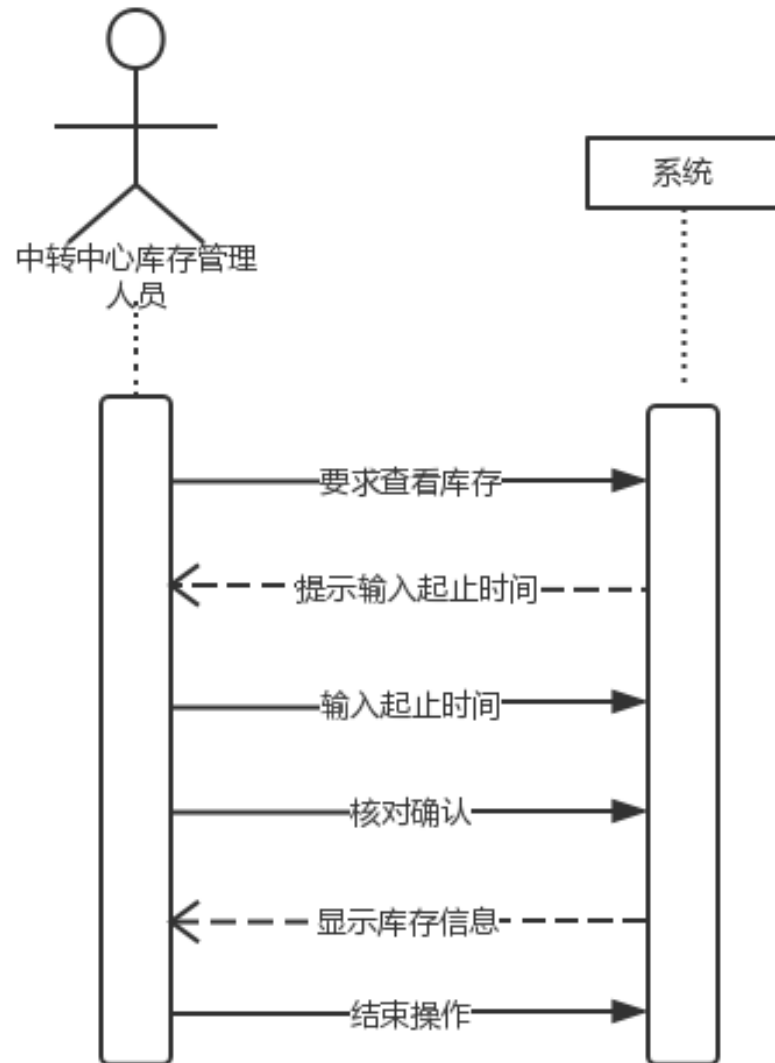 系统
中转中心库存管理
人员
要求查看库存
提示输入起止时间
输入起止时间
核对确认
显示库存信息
结束操作